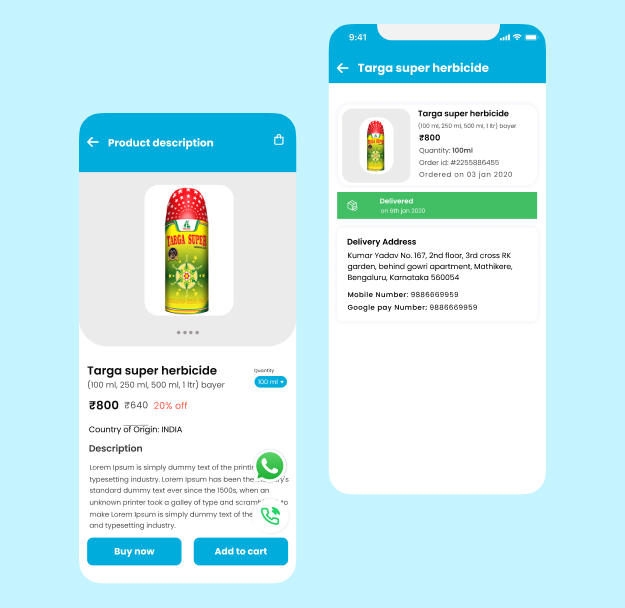 Product description
TARGA SUPER
Targa super herbicide
(100 ml, 250 ml, 500 ml, 1 ltr) bayer
Quantity
100 ml
₹800 ₹640 20% off
Country of Origin: INDIA
Description
Lorem Ipsum is simply dummy text of the printin
typesetting industry. Lorem Ipsum has been the industry's
standard dummy text ever since the 1500s, when an
unknown printer took a galley of type and scrambl to
make Lorem Ipsum is simply dummy text of the
and typesetting industry.
Buy now
Add to cart
9:41
Targa super herbicide
Targa super herbicide
(100 ml, 250 ml, 500 ml, 1 ltr) bayer
₹800
Quantity: 100ml
Order id: #2255886455
Ordered on 03 jan 2020
Delivered
on 6th jan 2020
Delivery Address
Kumar Yadav No. 167, 2nd floor, 3rd cross RK
garden, behind gowri apartment, Mathikere,
Bengaluru, Karnataka 560054
Mobile Number: 9886669959
Google pay Number: 9886669959